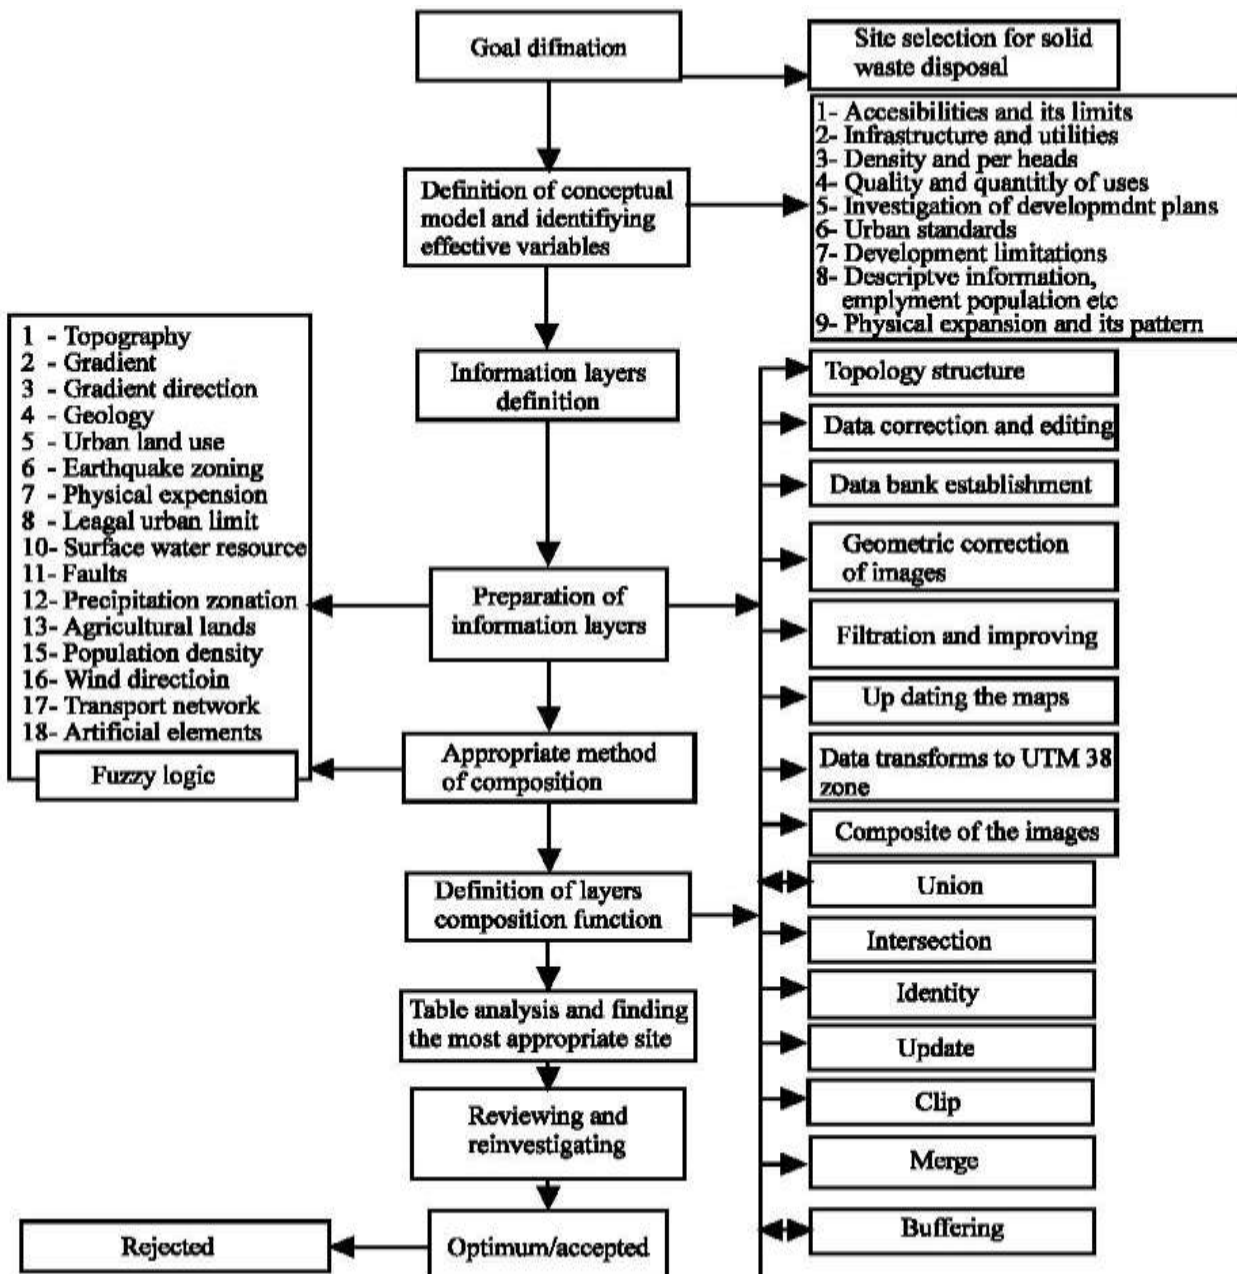 Goal difination
Site selection for solid
waste disposal
1- Accesibilities and its limits
2- Infrastructure and utilities
3- Density and per heads
4- Quality and quantitly of uses
5- Investigation of developmdnt plans
6- Urban standards
7- Development limitations
8- Descriptve information,
emplyment population etc
9- Physical expansion and its pattern
Definition of conceptual
model and identifiying
effective variables
Information layers
definition
1 - Topography
2 - Gradient
3 - Gradient direction
4 - Geology
5 - Urban land use
6 - Earthquake zoning
7 - Physical expension
8 - Leagal urban limit
10- Surface water resource
11- Faults
12- Precipitation zonation
13- Agricultural lands
15- Population density
16- Wind directioin
17- Transport network
18- Artificial elements
Fuzzy logic
Preparation of
information layers
Appropriate method
of composition
Definition of layers
composition function
Table analysis and finding
the most appropriate site
Reviewing and
reinvestigating
Optimum/accepted
Rejected
Topology structure
Data correction and editing
Data bank establishment
Geometric correction
of images
Filtration and improving
Up dating the maps
Data transforms to UTM 38
zone
Composite of the images
Union
Intersection
Identity
Update
Clip
Merge
Buffering